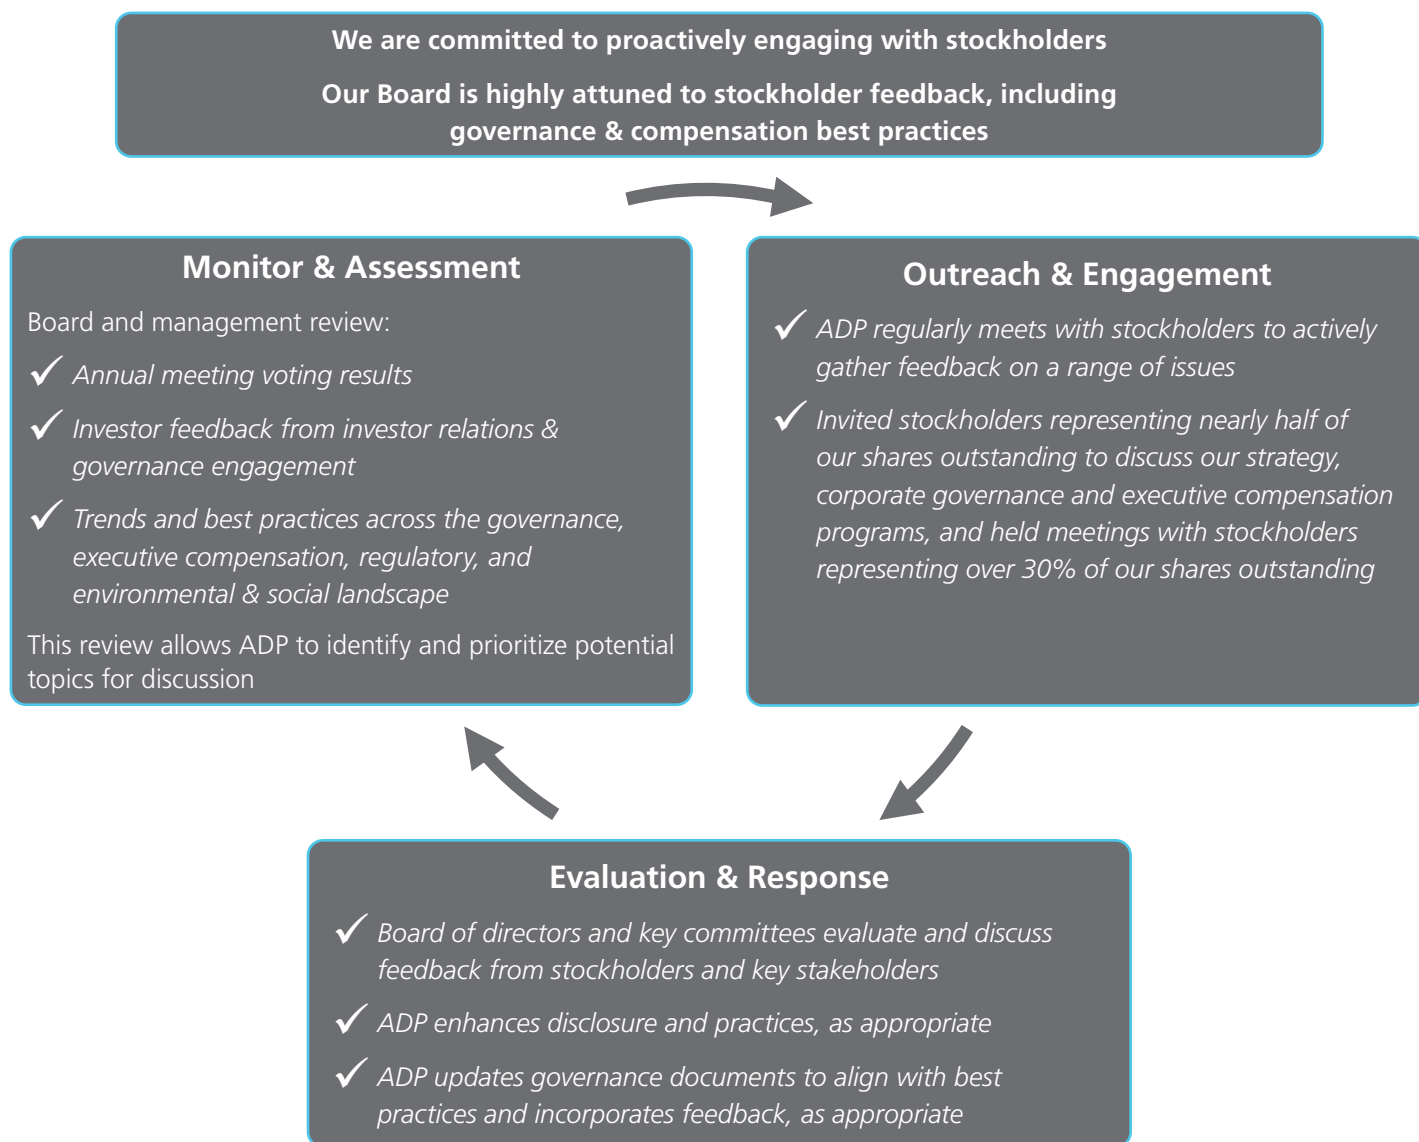 We are committed to proactively engaging with stockholders
Our Board is highly attuned to stockholder feedback, including
governance & compensation best practices
Monitor & Assessment
Board and management review:
Annual meeting voting results
Investor feedback from investor relations &
governance engagement
Trends and best practices across the governance,
executive compensation, regulatory, and
environmental & social landscape
This review allows ADP to identify and prioritize potential
topics for discussion
Outreach & Engagement
ADP regularly meets with stockholders to actively
gather feedback on a range of issues
Invited stockholders representing nearly half of
our shares outstanding to discuss our strategy,
corporate governance and executive compensation
programs, and held meetings with stockholders
representing over 30% of our shares outstanding
Evaluation & Response
Board of directors and key committees evaluate and discuss
feedback from stockholders and key stakeholders
ADP enhances disclosure and practices, as appropriate
ADP updates governance documents to align with best
practices and incorporates feedback, as appropriate